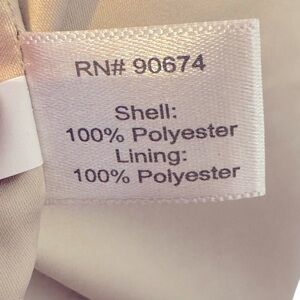 RN# 90674
Shell:
100% Polyester
Lining:
100% Polyester